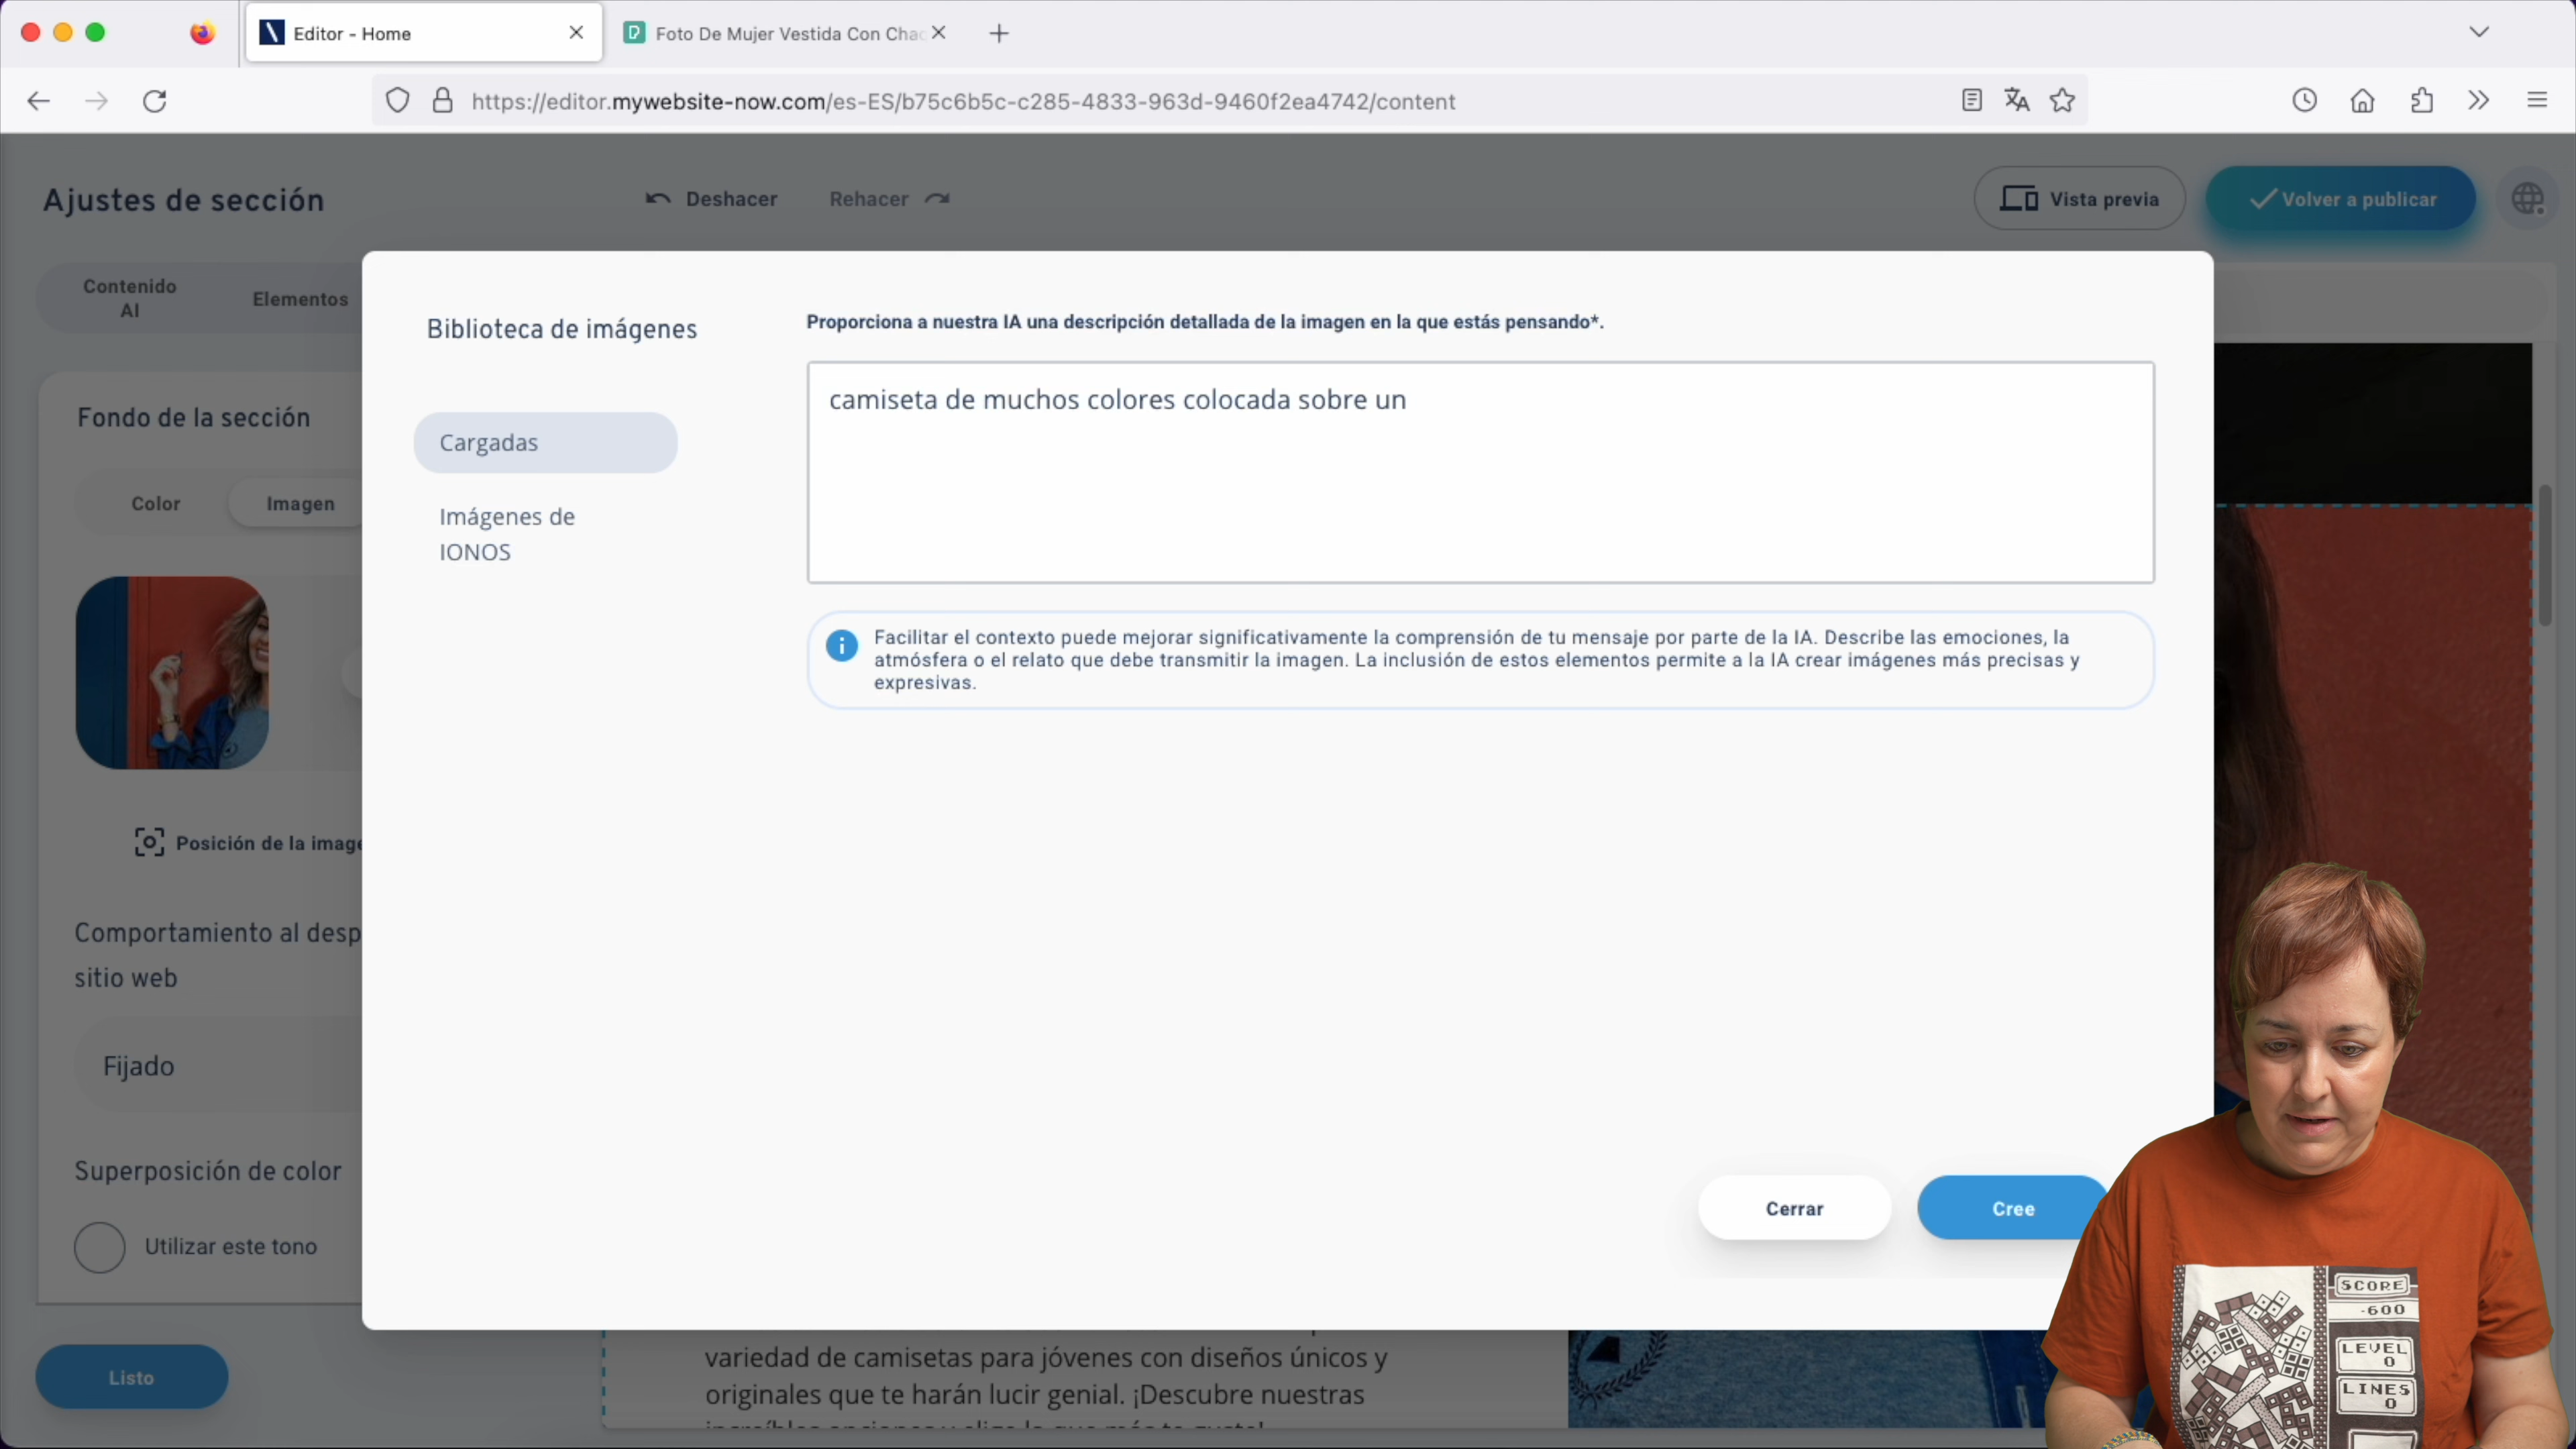 Editor - Home
Foto De Mujer Vestida Con Chac
https://editor.mywebsite-now.com/es-ES/b75c6b5c-c285-4833-963d-9460f2ea4742/content
Ajustes de sección
Deshacer
Rehacer
Vista previa
Volver a publicar
Contenido
AI
Elementos
Fondo de la sección
Color
Imagen
Posición de la image
Comportamiento al desp
sitio web
Fijado
Superposición de color
Utilizar este tono
Listo
Biblioteca de imágenes
Cargadas
Imágenes de
IONOS
Proporciona a nuestra IA una descripción detallada de la imagen en la que estás pensando*.
camiseta de muchos colores colocada sobre un
Facilitar el contexto puede mejorar significativamente la comprensión de tu mensaje por parte de la IA. Describe las emociones, la
atmósfera o el relato que debe transmitir la imagen. La inclusión de estos elementos permite a la IA crear imágenes más precisas y
expresivas.
Cerrar
Cree
variedad de camisetas para jóvenes con diseños únicos y
originales que te harán lucir genial. ¡Descubre nuestras
SCORE
-600
LEVEL
0
LINES
0